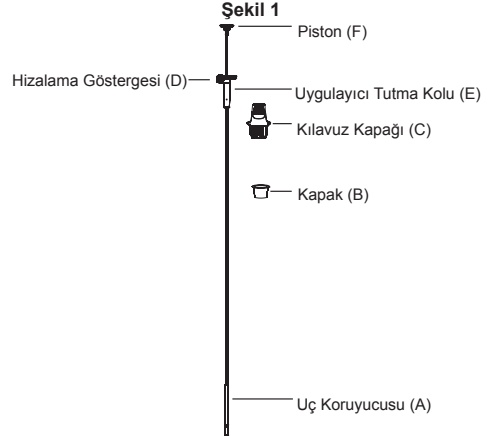 Şekil 1
Piston (F)
Hizalama Göstergesi (D)
Uygulayıcı Tutma Kolu (E)
Kılavuz Kapağı (C)
Kapak (B)
Uç Koruyucusu (A)